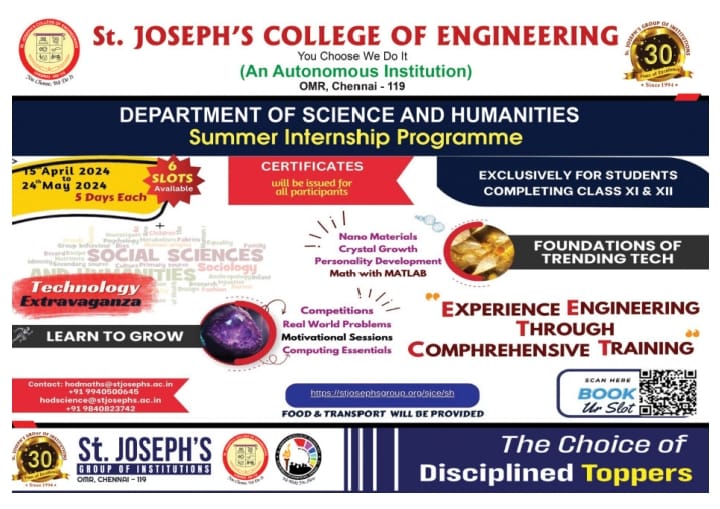 St. JOSEPH'S COLLEGE OF ENGINEERING
You Choose We Do It
(An Autonomous Institution)
OMR, Chennai - 119
30
Since 1994
DEPARTMENT OF SCIENCE AND HUMANITIES
Summer Internship Programme
15 April 2024
to
24th May 2024
5 Days Each
6
SLOTS
Available
CERTIFICATES
will be issued for
all participants
EXCLUSIVELY FOR STUDENTS
COMPLETING CLASS XI & XII
Nano Materials
Crystal Growth
Personality Development
Math with MATLAB
FOUNDATIONS OF
TRENDING TECH
SOCIAL SCIENCES
AND HUMANITIES
Sociology
Technology
Extravaganza
LEARN TO GROW
Competitions
Real World Problems
Motivational Sessions
Computing Essentials
"EXPERIENCE ENGINEERING
THROUGH
COMPHREHENSIVE TRAINING"
Contact: hodmaths@stjosephs.ac.in
+91 9940500645
hodscience@stjosephs.ac.in
+91 9840823742
https://stjosephsgroup.org/sjce/sh
FOOD & TRANSPORT WILL BE PROVIDED
SCAN HERE
BOOK
Ur Slot
30
Since 1994
St. JOSEPH'S
GROUP OF INSTITUTIONS
OMR, CHENNAI - 119
The Choice of
Disciplined Toppers